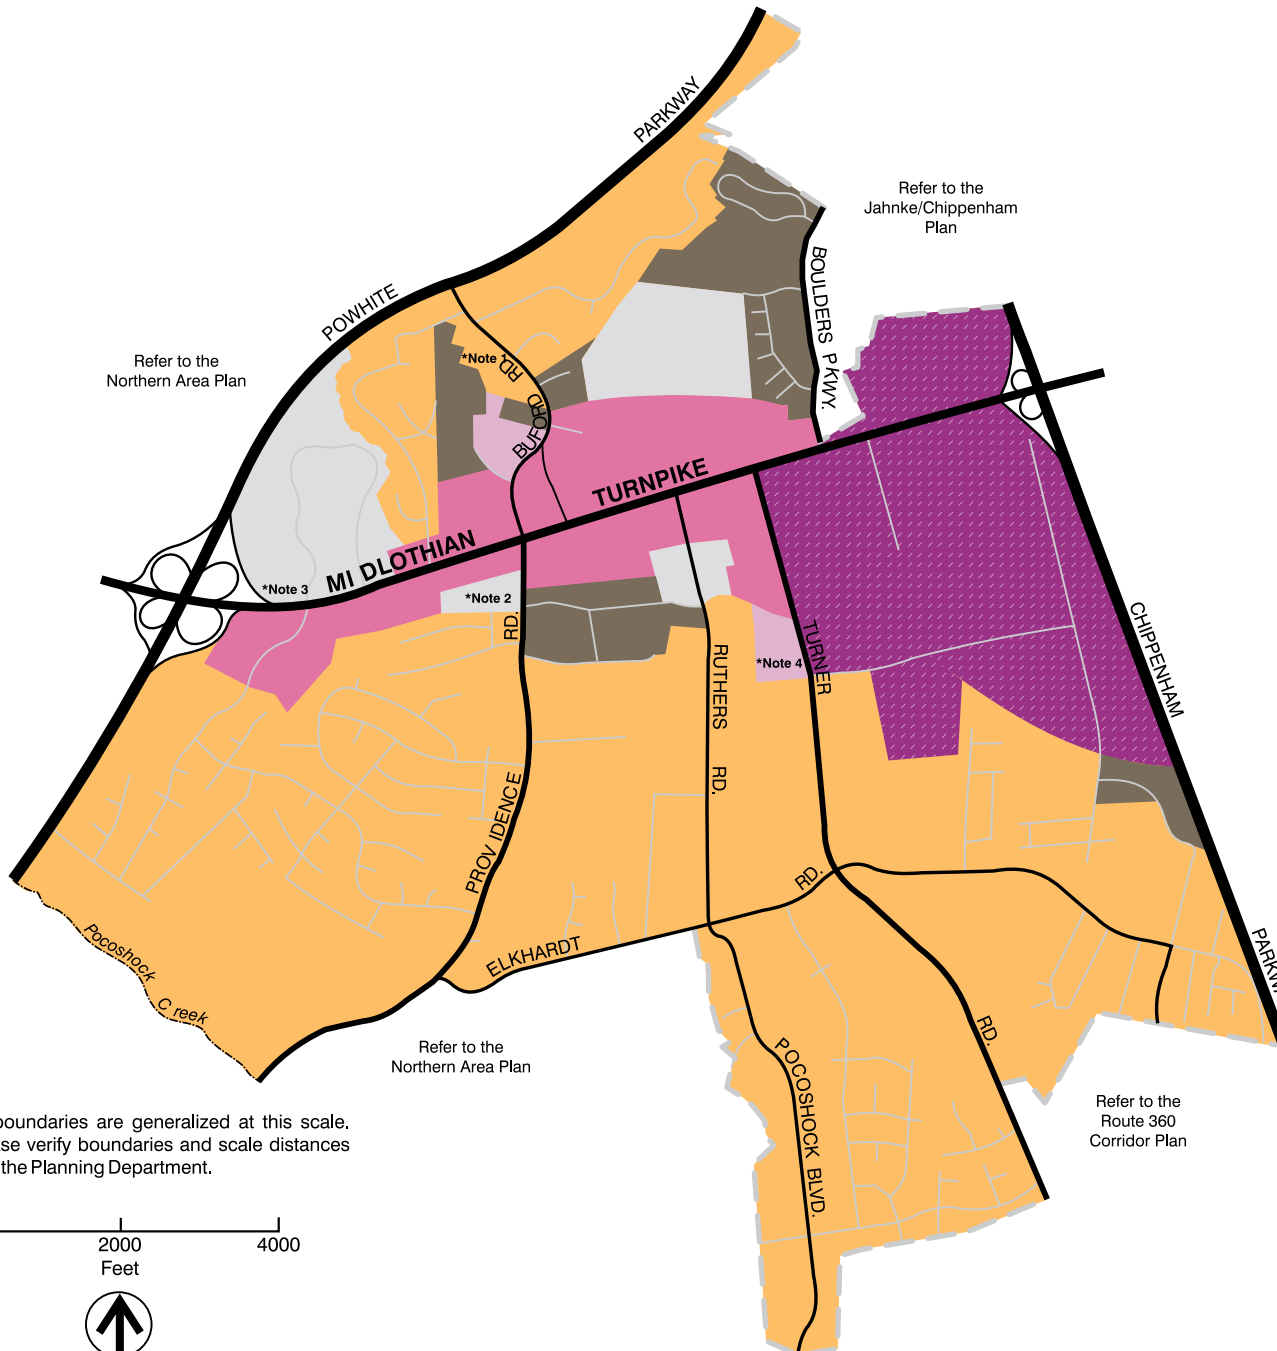 PARKWAY
POWHITE
Refer to the
Jahnke/Chippenham
Plan
BOULDERS PKWY.
Refer to the
Northern Area Plan
*Note 1
BUFORD
RD.
MI DLOTHIAN
TURNPIKE
*Note 3
*Note 2
RD.
PROV IDENCE
RUTHERS
RD.
*Note 4
TURNER
RD.
CHIPPENHAM
PARKW
ELKHARDT
RD.
Pocoshock
C reek
Refer to the
Northern Area Plan
POCOSHOCK BLVD.
Refer to the
Route 360
Corridor Plan
boundaries are generalized at this scale.
ase verify boundaries and scale distances
the Planning Department.
2000
4000
Feet